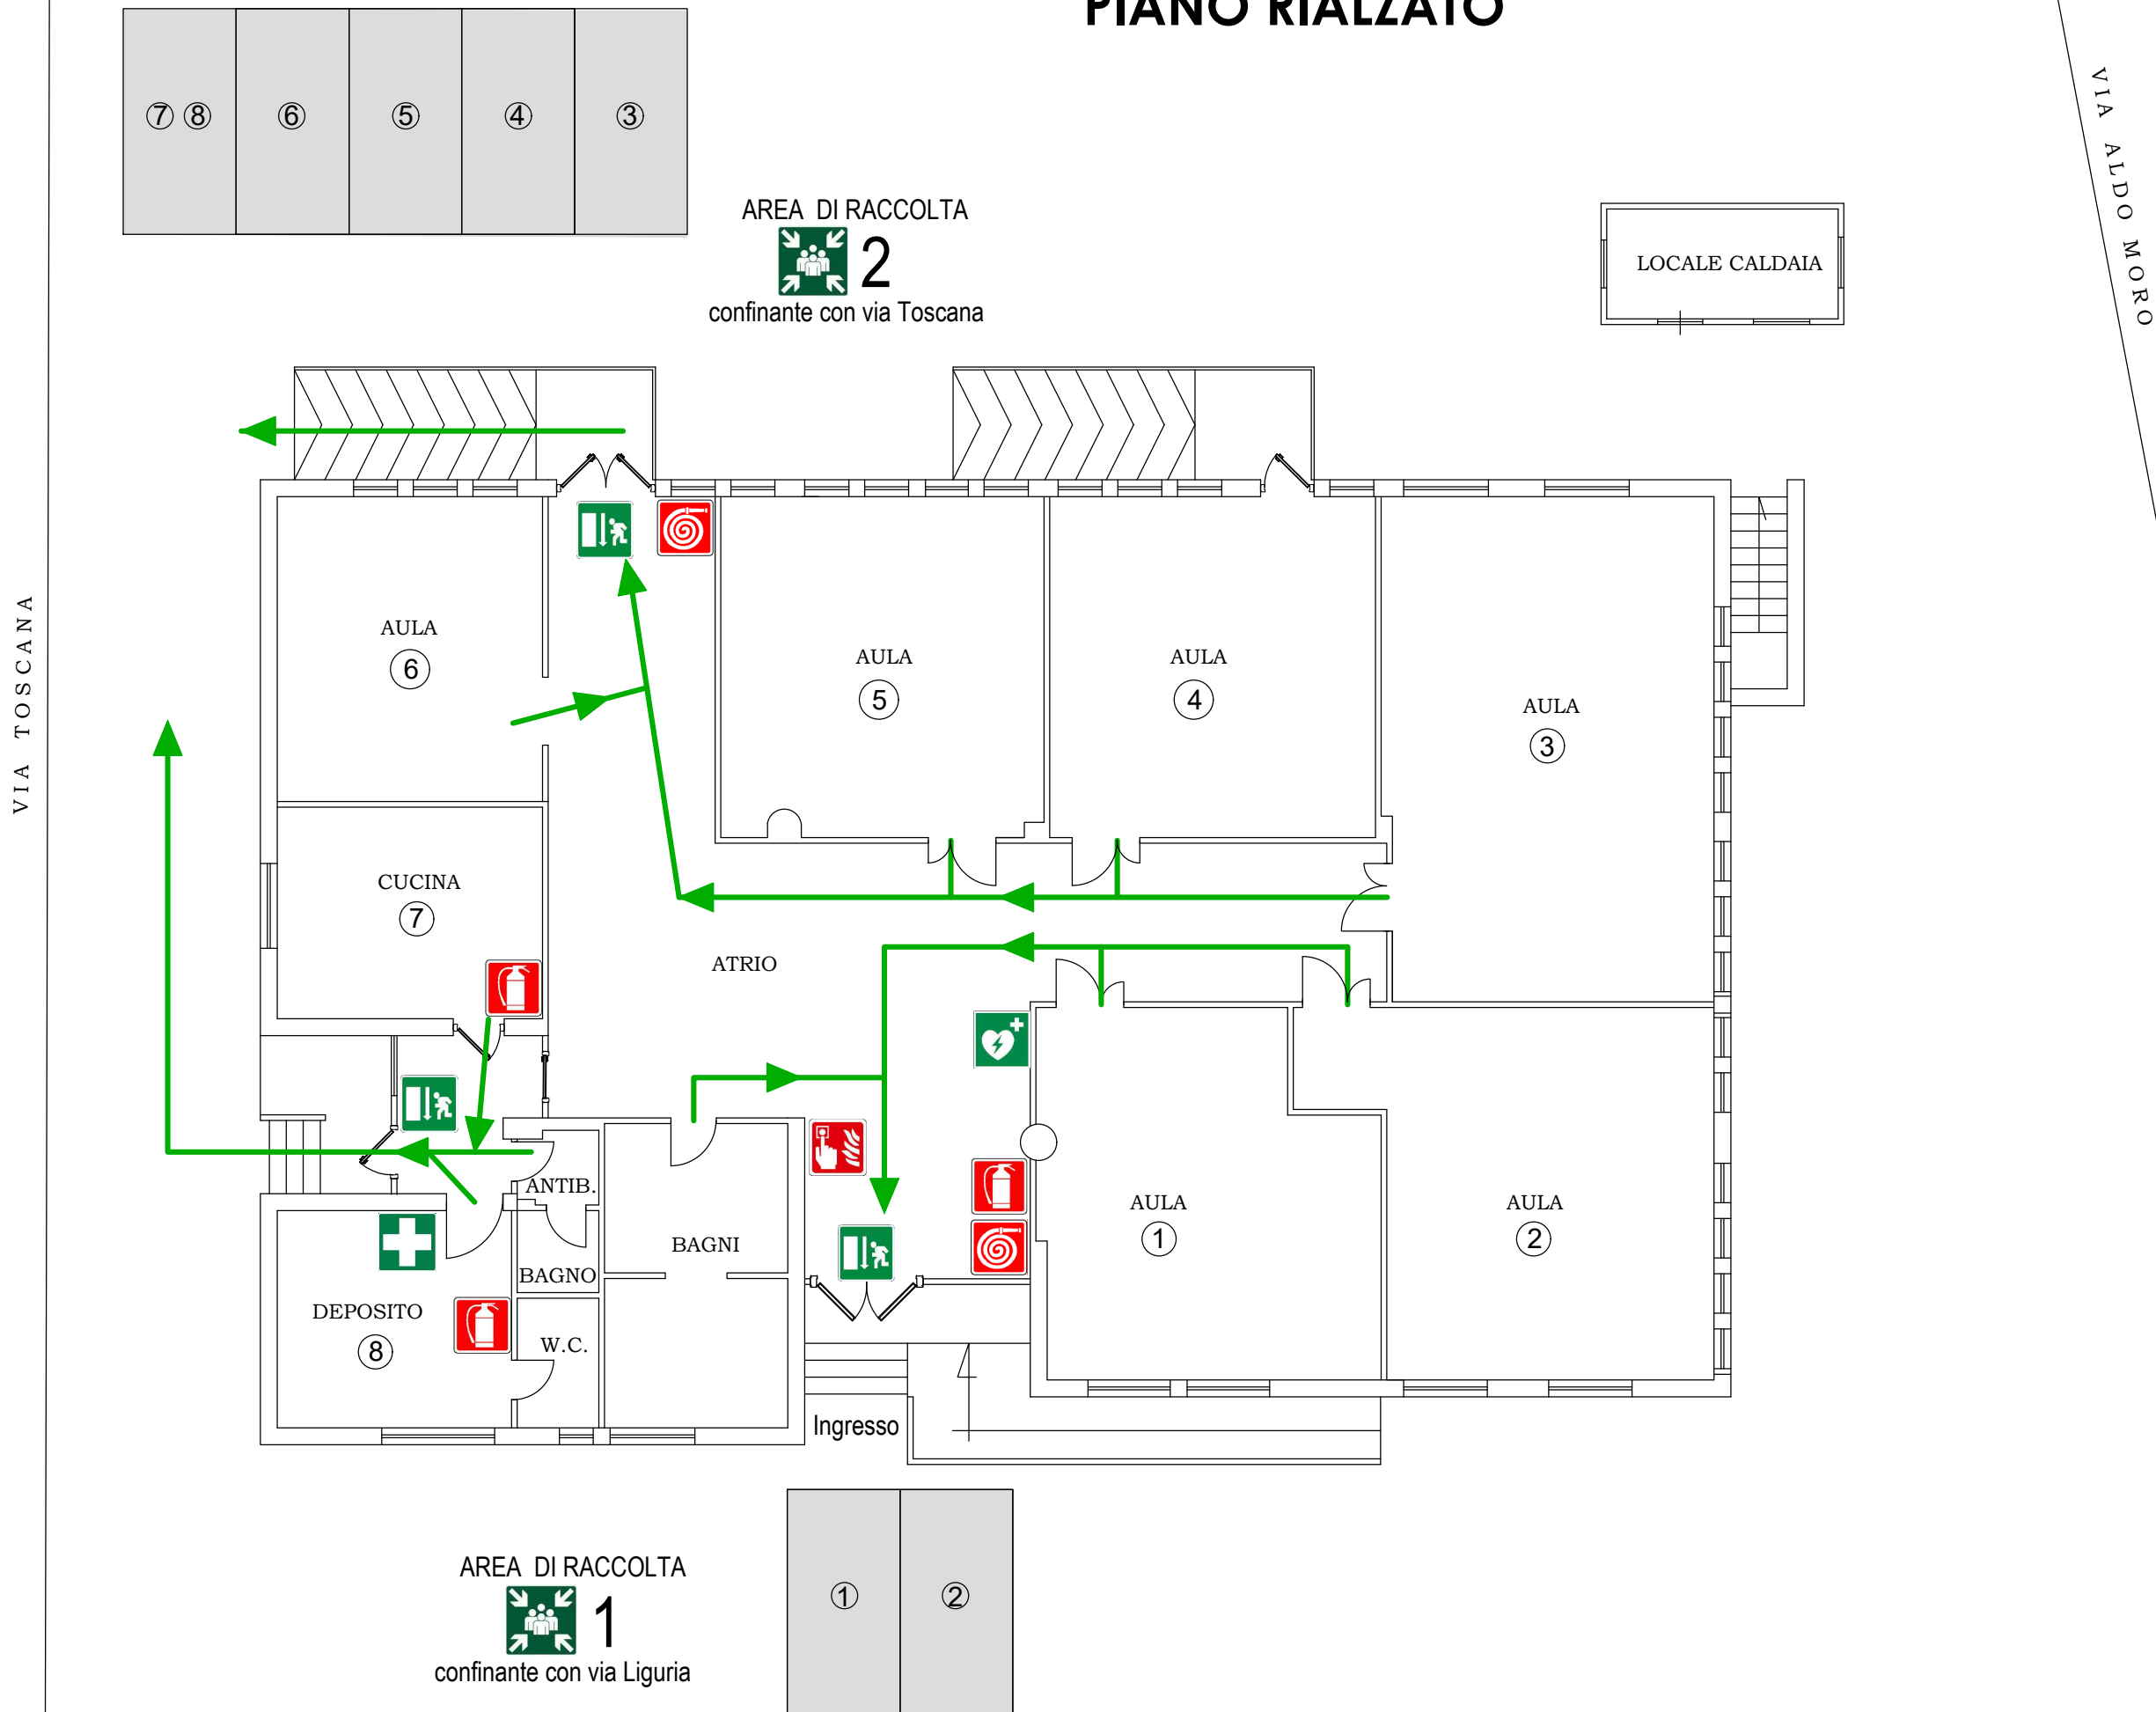 PIANO RIALZATO
⑦ ⑧ ⑥ ⑤ ④ ③
VIA ALDO MORO
AREA DI RACCOLTA
2
confinante con via Toscana
LOCALE CALDAIA
VIA TOSCANA
AULA
⑥
AULA
⑤
AULA
④
AULA
③
CUCINA
⑦
ATRIO
ANTIB.
BAGNO
W.C.
BAGNI
DEPOSITO
⑧
AULA
①
AULA
②
Ingresso
AREA DI RACCOLTA
1
confinante con via Liguria
① ②